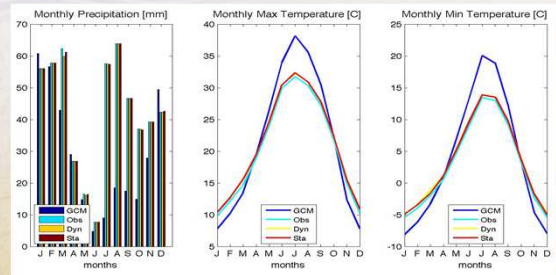 Monthly Precipitation [mm]
70
60
50
40
30
20
10
0
GCM
Obs
Dyn
Sta
J F M A M J J A S O N D
months
Monthly Max Temperature [C]
40
35
30
25
20
15
10
5
GCM
Obs
Dyn
Sta
J F M A M J J A S O N D
months
Monthly Min Temperature [C]
25
20
15
10
5
0
-5
-10
GCM
Obs
Dyn
Sta
J F M A M J J A S O N D
months